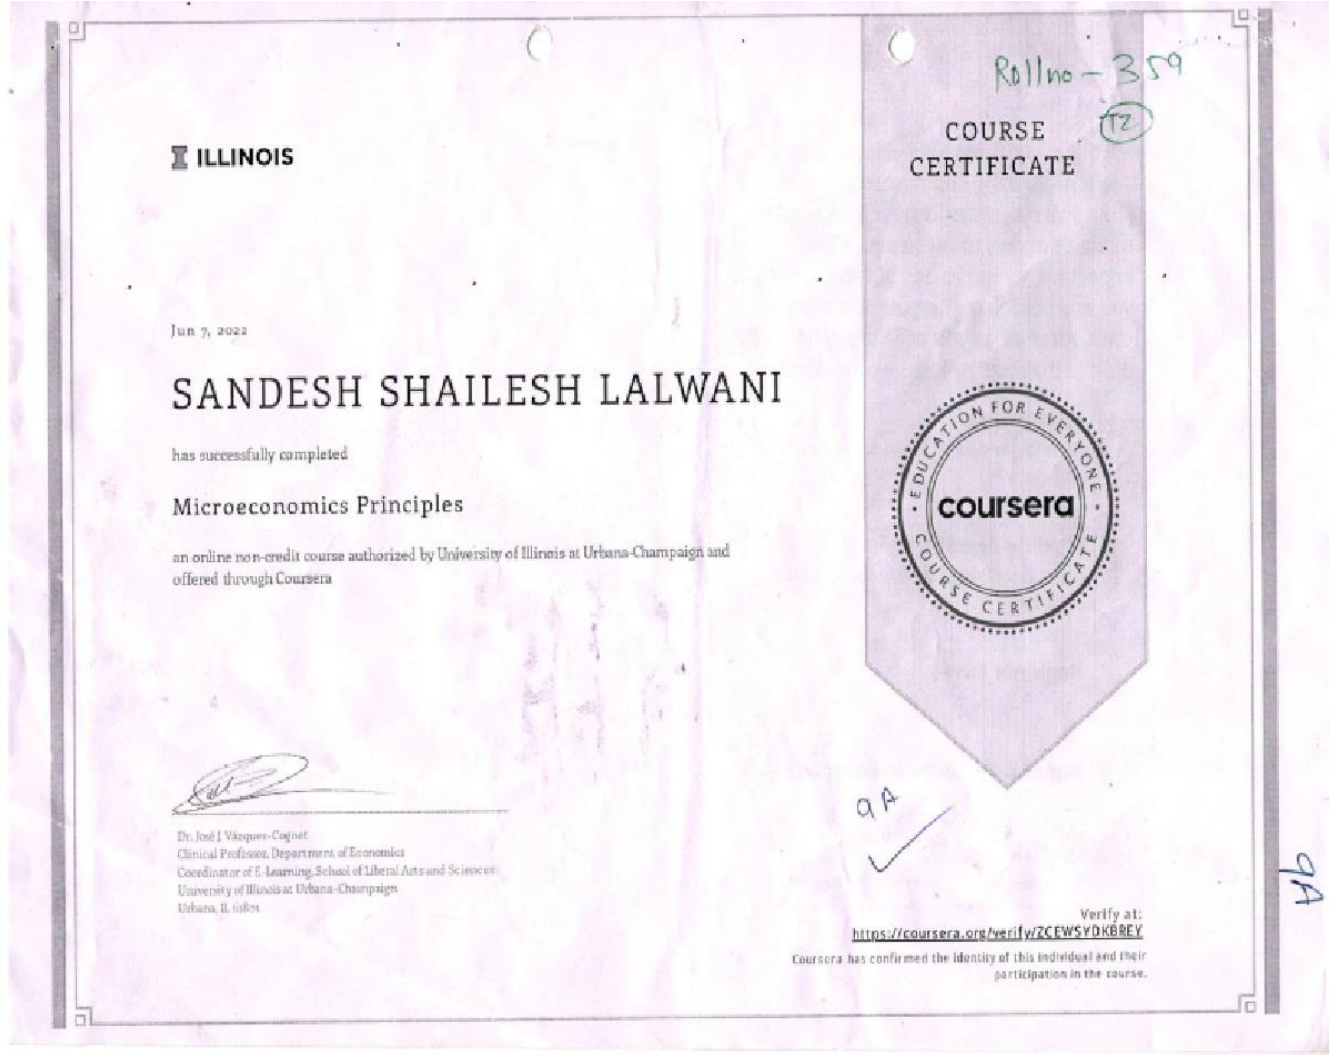 Rollno - 359
TZ
COURSE
CERTIFICATE
ILLINOIS
Jun 7, 2022
SANDESH SHAILESH LALWANI
has successfully completed
Microeconomics Principles
an online non-credit course authorized by University of Illinois at Urbana-Champaign and
offered through Coursera
EDUCATION FOR EVERYONE
coursera
COURSE CERTIFICATE
9A
9A
Dr. José J. Vázquez-Cognet
Clinical Professor, Department of Economics
Coordinator of E-Learning, School of Liberal Arts and Sciences
University of Illinois at Urbana-Champaign
Urbana, IL 61801
Verify at:
https://coursera.org/verify/ZCEWSYDKBREY
Coursera has confirmed the identity of this individual and their
participation in the course.